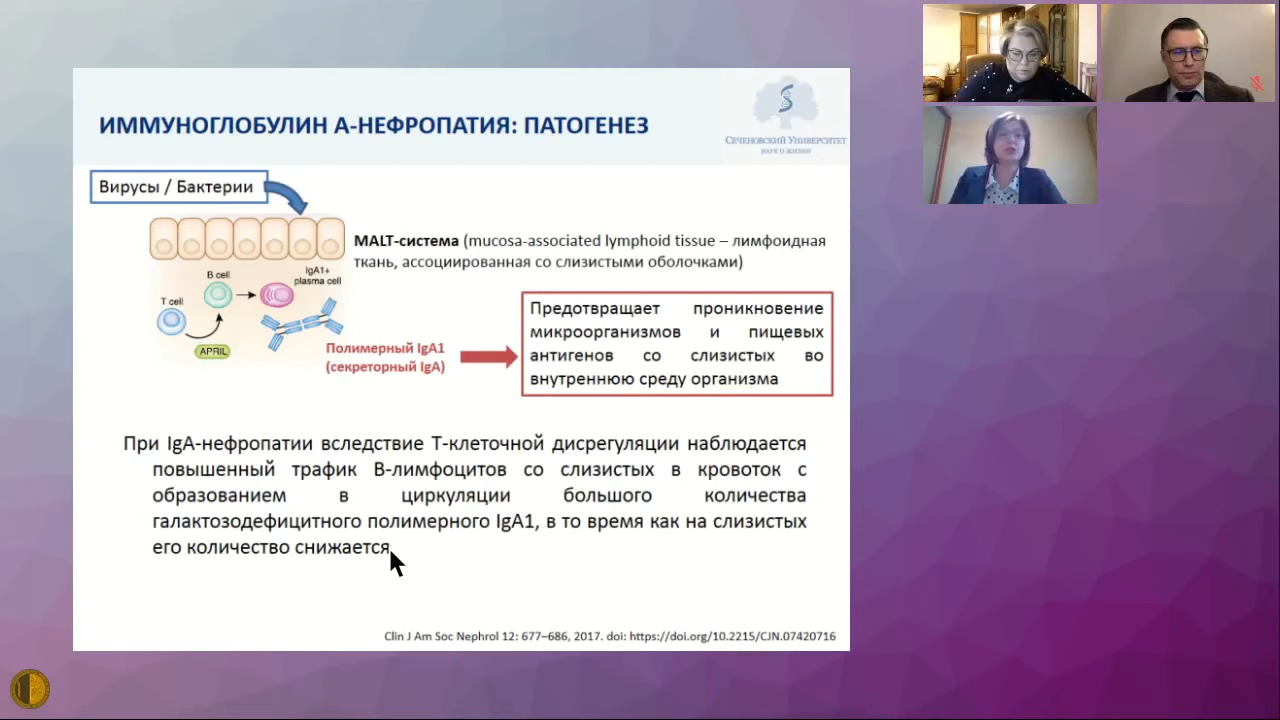 ИММУНОГЛОБУЛИН А-НЕФРОПАТИЯ: ПАТОГЕНЕЗ
СЕЧЕНОВСКИЙ УНИВЕРСИТЕТ
НАУК О ЖИЗНИ
Вирусы / Бактерии
MALT-система (mucosa-associated lymphoid tissue – лимфоидная
ткань, ассоциированная со слизистыми оболочками)
B cell
IgA1+
plasma cell
T cell
APRIL
Полимерный IgA1
(секреторный IgA)
Предотвращает проникновение
микроорганизмов и пищевых
антигенов со слизистых во
внутреннюю среду организма
При IgA-нефропатии вследствие Т-клеточной дисрегуляции наблюдается
повышенный трафик В-лимфоцитов со слизистых в кровоток с
образованием в циркуляции большого количества
галактозодефицитного полимерного IgA1, в то время как на слизистых
его количество снижается
Clin J Am Soc Nephrol 12: 677–686, 2017. doi: https://doi.org/10.2215/CJN.07420716